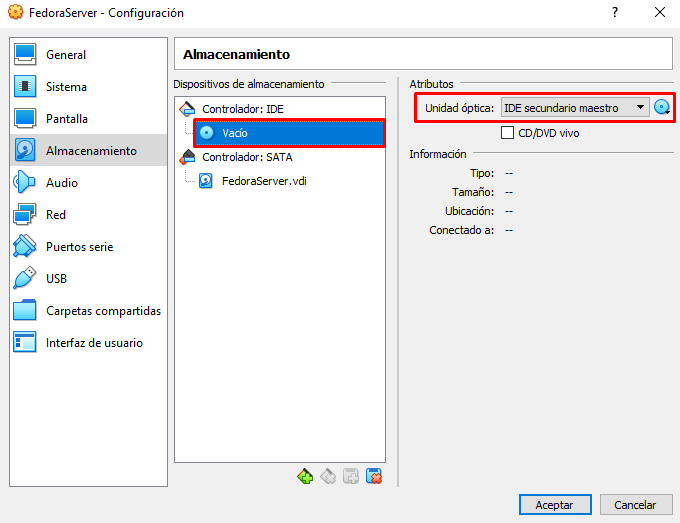 FedoraServer - Configuración
General
Sistema
Pantalla
Almacenamiento
Audio
Red
Puertos serie
USB
Carpetas compartidas
Interfaz de usuario
Almacenamiento
Dispositivos de almacenamiento
Controlador: IDE
Vacío
Controlador: SATA
FedoraServer.vdi
Atributos
Unidad óptica: IDE secundario maestro
CD/DVD vivo
Información
Tipo: --
Tamaño: --
Ubicación: --
Conectado a: --
Aceptar Cancelar